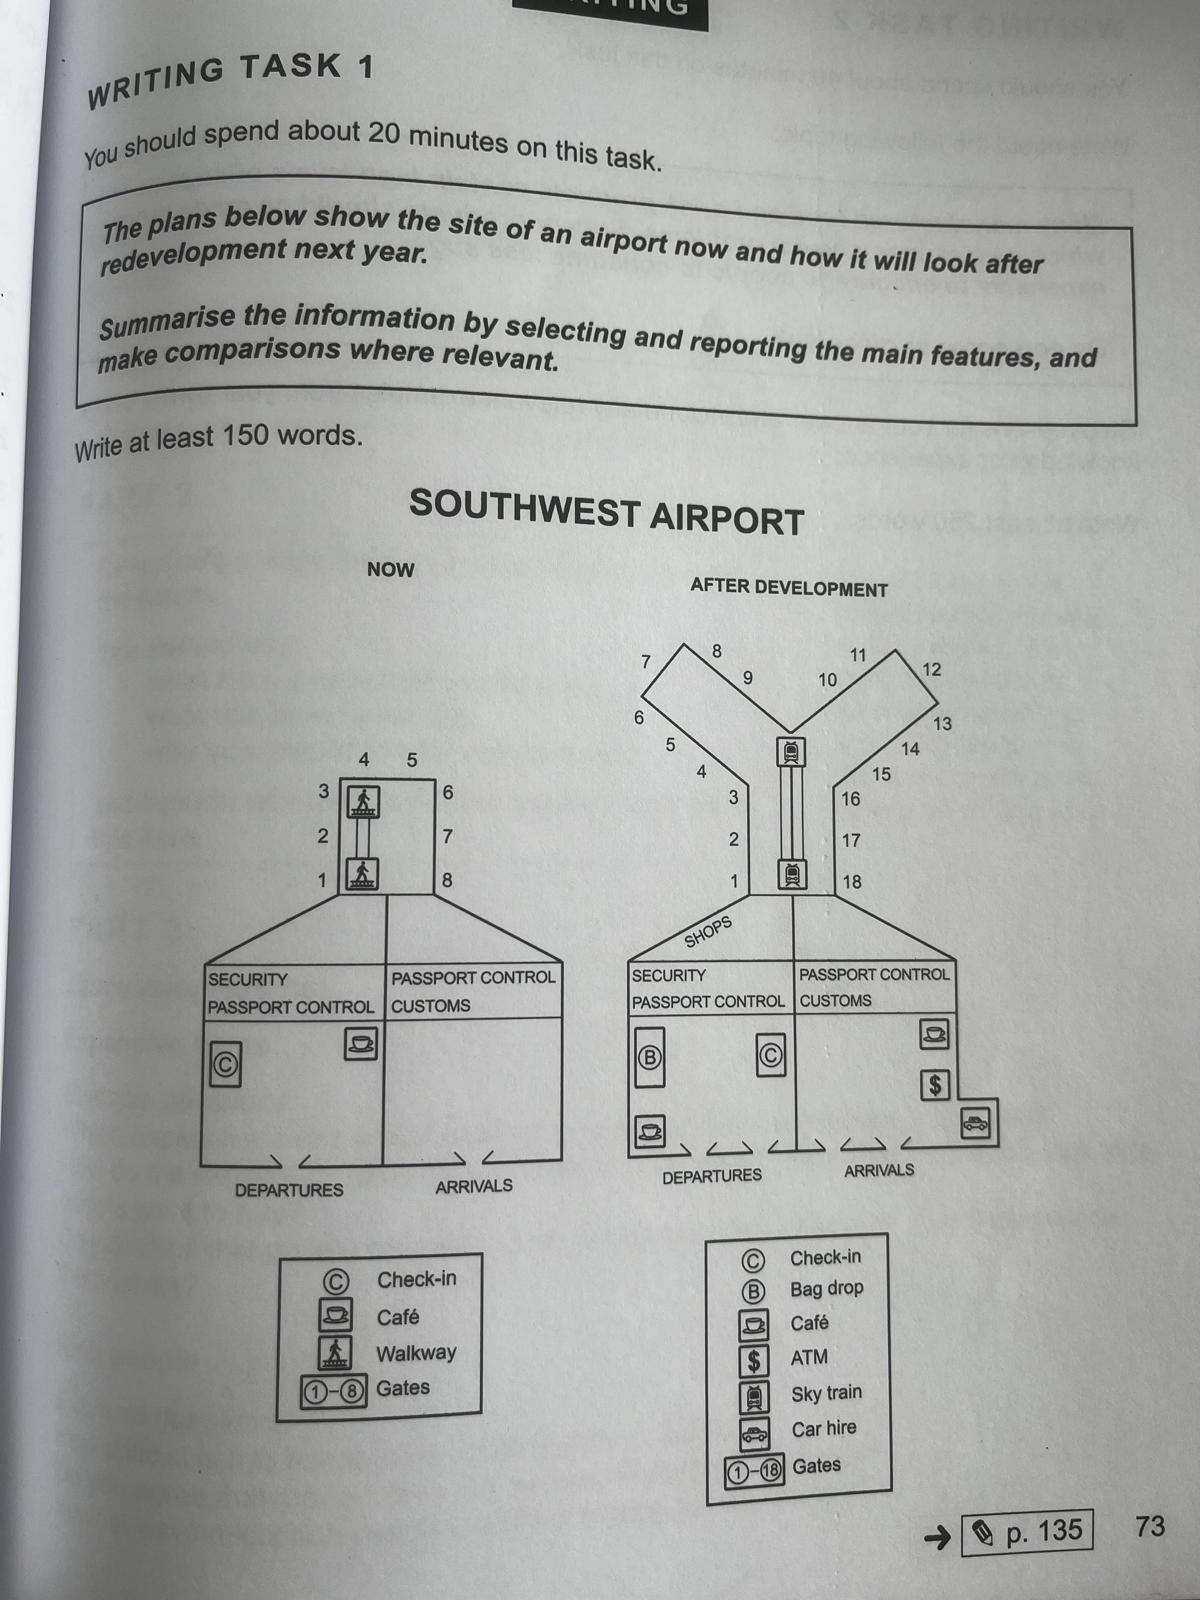 WRITING TASK 1
You should spend about 20 minutes on this task.
The plans below show the site of an airport now and how it will look after
redevelopment next year.
Summarise the information by selecting and reporting the main features, and
make comparisons where relevant.
Write at least 150 words.
SOUTHWEST AIRPORT
NOW
4 5
3 6
2 7
1 8
SECURITY
PASSPORT CONTROL
PASSPORT CONTROL
CUSTOMS
C
DEPARTURES
ARRIVALS
C Check-in
Café
Walkway
1-8 Gates
AFTER DEVELOPMENT
7 8 11 12
9 10
6 13
5 14
4 15
3 16
2 17
1 18
SHOPS
SECURITY
PASSPORT CONTROL
PASSPORT CONTROL
CUSTOMS
B C
$
DEPARTURES
ARRIVALS
C Check-in
B Bag drop
Café
$ ATM
Sky train
Car hire
1-18 Gates
p. 135
73